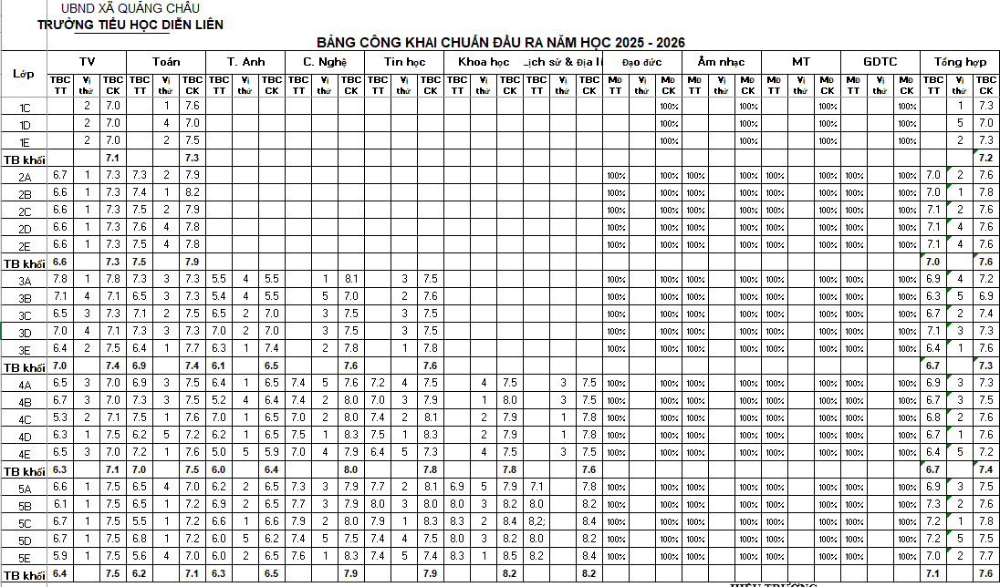 UBND XÃ QUẢNG CHÂU
TRƯỜNG TIỂU HỌC DIỄN LIÊN
BẢNG CÔNG KHAI CHUẨN ĐẦU RA NĂM HỌC 2025 - 2026
Lớp TV Toán T. Anh C. Nghệ Tin học Khoa học Lịch sử & Địa lí Đạo đức Âm nhạc MT GDTC Tổng hợp
TBC TT Vị thứ TBC CK TBC TT Vị thứ TBC CK TBC TT Vị thứ TBC CK TBC TT Vị thứ TBC CK TBC TT Vị thứ TBC CK TBC TT Vị thứ TBC CK TBC TT Vị thứ TBC CK MĐ TT Vị thứ MĐ CK MĐ TT Vị thứ MĐ CK MĐ TT Vị thứ MĐ CK MĐ TT Vị thứ MĐ CK TBC TT Vị thứ TBC CK
1C 2 7.0 1 7.6 100% 100% 100% 100% 1 7.3
1D 2 7.0 4 7.0 100% 100% 100% 100% 5 7.0
1E 2 7.0 2 7.5 100% 100% 100% 100% 2 7.3
TB khối 7.1 7.3 7.2
2A 6.7 1 7.3 7.3 2 7.9 100% 100% 100% 100% 100% 100% 100% 100% 7.0 2 7.6
2B 6.6 1 7.3 7.4 1 8.2 100% 100% 100% 100% 100% 100% 100% 100% 7.0 1 7.8
2C 6.6 1 7.3 7.5 2 7.9 100% 100% 100% 100% 100% 100% 100% 100% 7.1 2 7.6
2D 6.6 1 7.3 7.6 4 7.8 100% 100% 100% 100% 100% 100% 100% 100% 7.1 4 7.6
2E 6.6 1 7.3 7.5 4 7.8 100% 100% 100% 100% 100% 100% 100% 100% 7.1 4 7.6
TB khối 6.6 7.3 7.5 7.9 7.0 7.6
3A 7.8 1 7.8 7.3 3 7.3 5.5 4 5.5 1 8.1 3 7.5 100% 100% 100% 100% 100% 100% 100% 100% 6.9 4 7.2
3B 7.1 4 7.1 6.5 3 7.3 5.4 4 5.5 5 7.0 2 7.6 100% 100% 100% 100% 100% 100% 100% 100% 6.3 5 6.9
3C 6.5 3 7.3 7.1 2 7.5 6.5 2 7.0 3 7.5 3 7.5 100% 100% 100% 100% 100% 100% 100% 100% 6.7 2 7.4
3D 7.0 4 7.1 7.3 3 7.3 7.0 2 7.0 3 7.5 3 7.5 100% 100% 100% 100% 100% 100% 100% 100% 7.1 3 7.3
3E 6.4 2 7.5 6.4 1 7.7 6.3 1 7.4 2 7.8 1 7.8 100% 100% 100% 100% 100% 100% 100% 100% 6.4 1 7.6
TB khối 7.0 7.4 6.9 7.4 6.1 6.5 7.6 7.6 6.7 7.3
4A 6.5 3 7.0 6.9 3 7.5 6.4 1 6.5 7.4 5 7.6 7.2 4 7.5 4 7.5 3 7.5 100% 100% 100% 100% 100% 100% 100% 100% 6.9 3 7.3
4B 6.7 3 7.0 7.3 3 7.5 5.2 4 6.4 7.4 2 8.0 7.0 3 7.9 1 8.0 3 7.5 100% 100% 100% 100% 100% 100% 100% 100% 6.7 3 7.5
4C 5.3 2 7.1 7.5 1 7.6 7.0 1 6.5 7.0 2 8.0 7.4 2 8.1 2 7.9 1 7.8 100% 100% 100% 100% 100% 100% 100% 100% 6.8 2 7.6
4D 6.3 1 7.5 6.2 5 7.2 6.2 1 6.5 7.5 1 8.3 7.5 1 8.3 2 7.9 1 7.8 100% 100% 100% 100% 100% 100% 100% 100% 6.7 1 7.6
4E 6.5 3 7.0 7.2 1 7.6 5.0 5 5.9 7.0 4 7.9 6.4 5 7.3 4 7.5 3 7.5 100% 100% 100% 100% 100% 100% 100% 100% 6.4 5 7.2
TB khối 6.3 7.1 7.0 7.5 6.0 6.4 8.0 7.8 7.8 7.6 6.7 7.4
5A 6.6 1 7.5 6.5 4 7.0 6.2 2 6.5 7.3 3 7.9 7.7 2 8.1 6.9 5 7.9 7.1 7.8 100% 100% 100% 100% 100% 100% 100% 100% 6.9 3 7.5
5B 6.1 1 7.5 6.5 1 7.2 6.9 2 6.5 7.7 3 7.9 8.0 3 8.0 8.0 3 8.2 8.0 8.2 100% 100% 100% 100% 100% 100% 100% 100% 7.3 2 7.6
5C 6.7 1 7.5 5.5 1 7.2 6.6 1 6.6 7.9 2 8.0 7.9 1 8.3 8.3 2 8.4 8,2; 8.4 100% 100% 100% 100% 100% 100% 100% 100% 7.2 1 7.8
5D 6.7 1 7.5 6.8 1 7.2 6.0 5 6.2 7.4 5 7.5 7.4 4 7.5 8.0 3 8.2 8.0 8.2 100% 100% 100% 100% 100% 100% 100% 100% 7.2 5 7.5
5E 5.9 1 7.5 5.6 4 7.0 6.0 2 6.5 7.6 1 8.3 7.4 5 7.4 8.3 1 8.5 8.2 8.4 100% 100% 100% 100% 100% 100% 100% 100% 7.0 2 7.7
TB khối 6.4 7.5 6.2 7.1 6.3 6.5 7.9 7.9 8.2 8.2 7.1 7.6
HIỆU TRƯỞNG